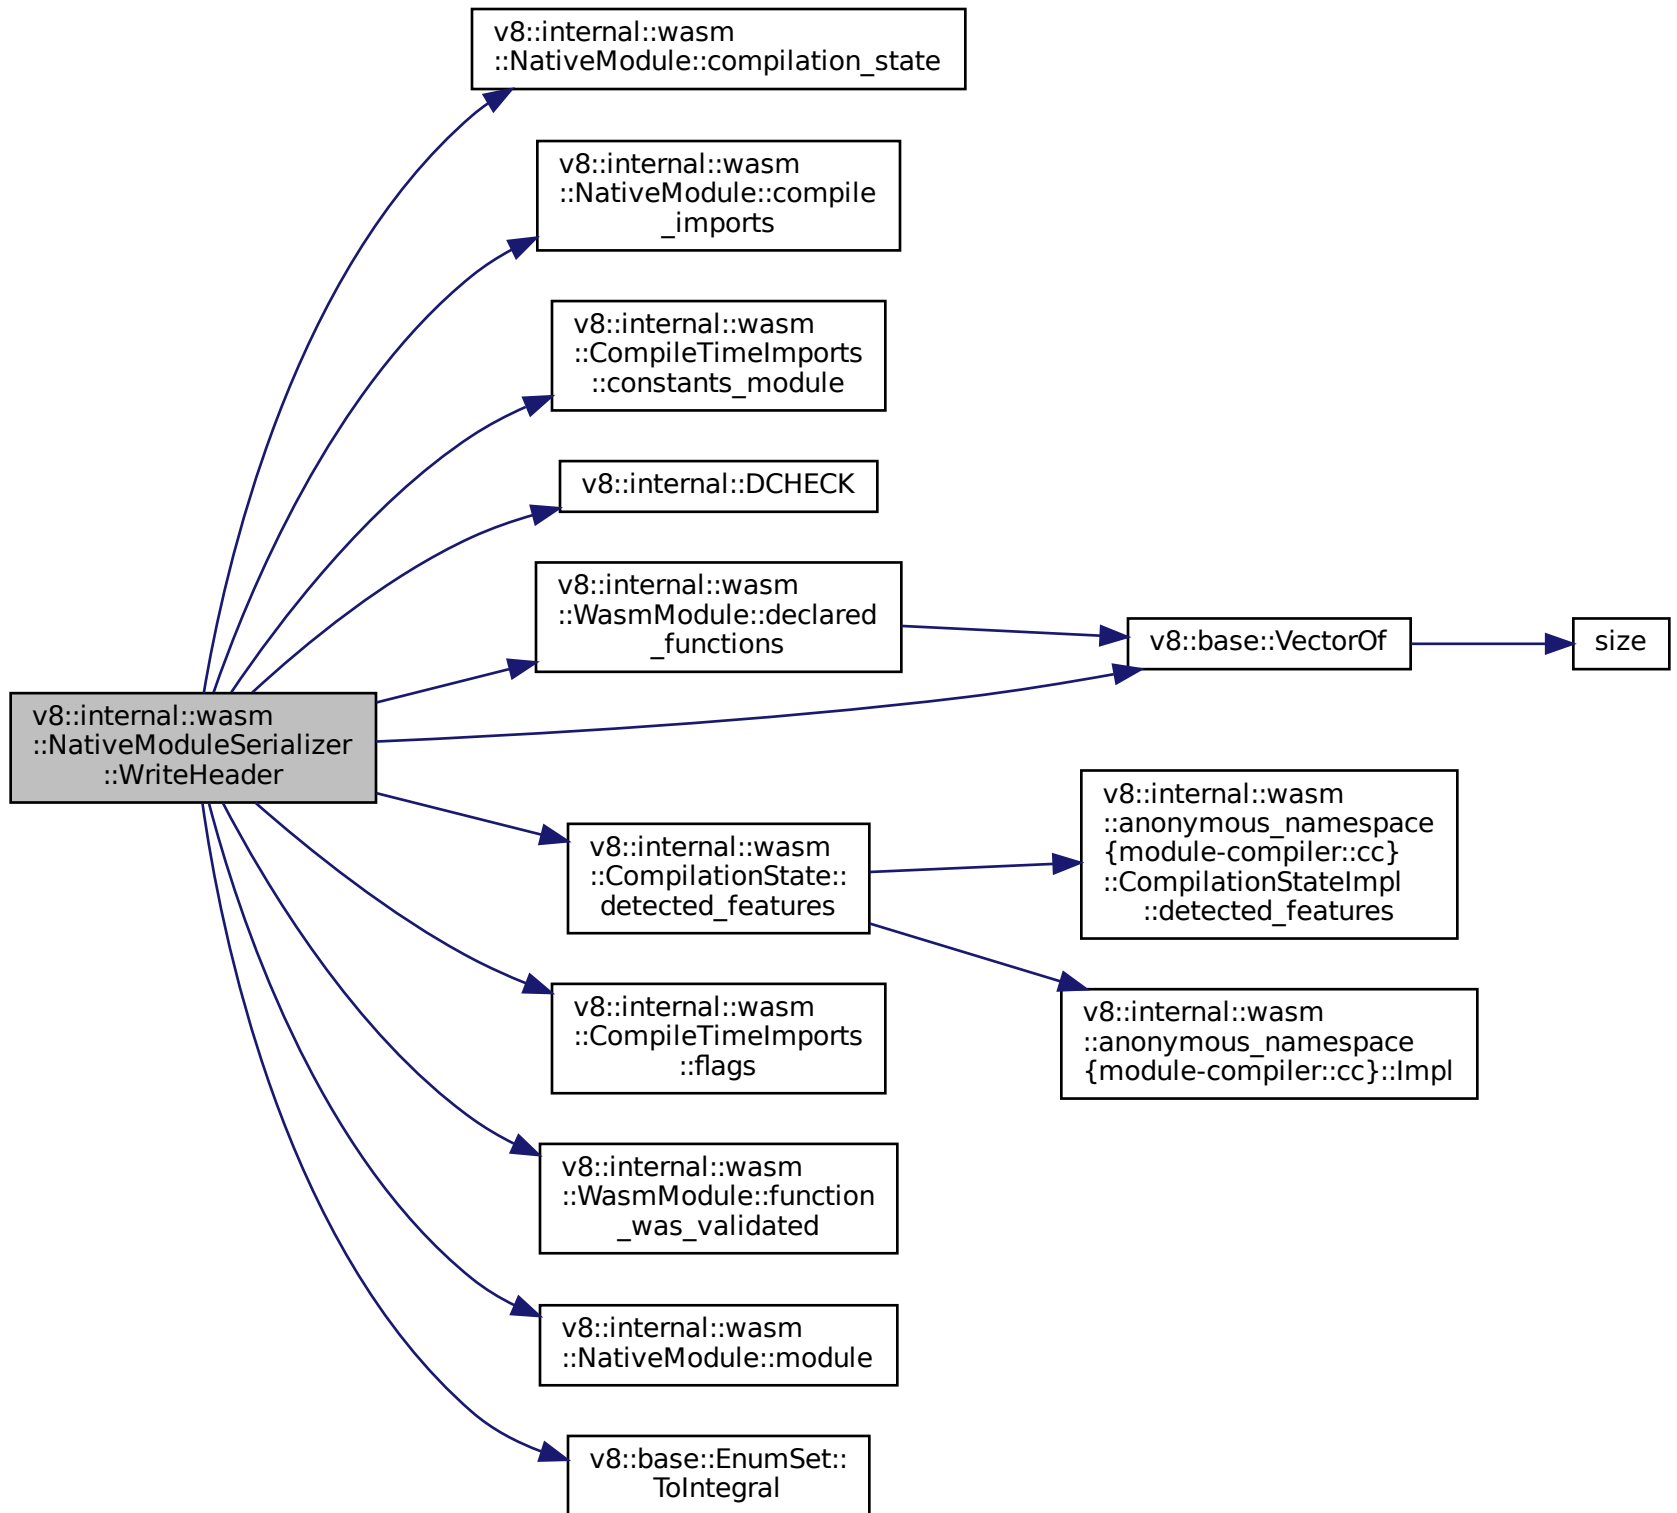 v8::internal::wasm
::NativeModule::compilation_state
v8::internal::wasm
::NativeModule::compile
_imports
v8::internal::wasm
::CompileTimeImports
::constants_module
v8::internal::DCHECK
v8::internal::wasm
::WasmModule::declared
_functions
v8::base::VectorOf
size
v8::internal::wasm
::NativeModuleSerializer
::WriteHeader
v8::internal::wasm
::CompilationState::
detected_features
v8::internal::wasm
::anonymous_namespace
{module-compiler::cc}
::CompilationStateImpl
::detected_features
v8::internal::wasm
::anonymous_namespace
{module-compiler::cc}::Impl
v8::internal::wasm
::CompileTimeImports
::flags
v8::internal::wasm
::WasmModule::function
_was_validated
v8::internal::wasm
::NativeModule::module
v8::base::EnumSet::
ToIntegral